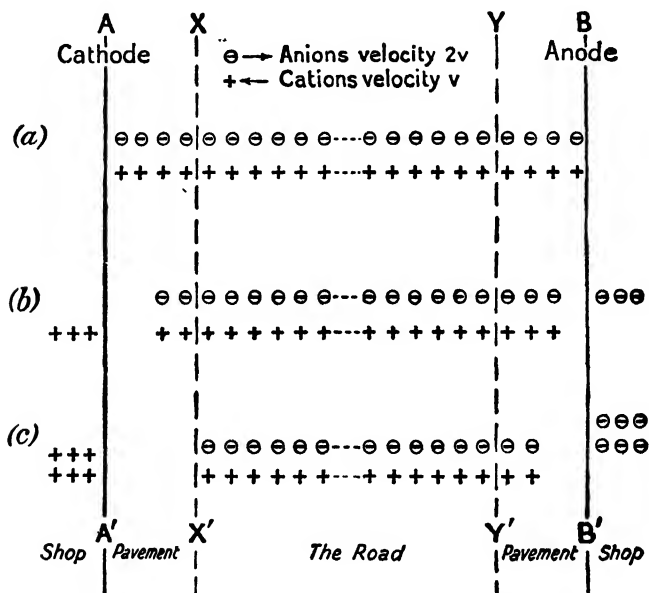 A X Y B
Cathode ⊖→ Anions velocity 2v Anode
+← Cations velocity v
(a) ⊖⊖⊖⊖⊖⊖⊖⊖⊖⊖⊖----⊖⊖⊖⊖⊖⊖⊖⊖⊖⊖⊖
+++++++++++----+++++++++++
(b) ⊖⊖⊖⊖⊖⊖⊖⊖⊖----⊖⊖⊖⊖⊖⊖⊖⊖⊖⊖ ⊖⊖⊖
+++ +++++++++----++++++++++
(c) ⊖⊖⊖
+++ ⊖⊖⊖⊖⊖⊖⊖----⊖⊖⊖⊖⊖⊖⊖⊖⊖ ⊖⊖⊖
+++ +++++++----+++++++++
A' X' Y' B'
Shop Pavement The Road Pavement Shop